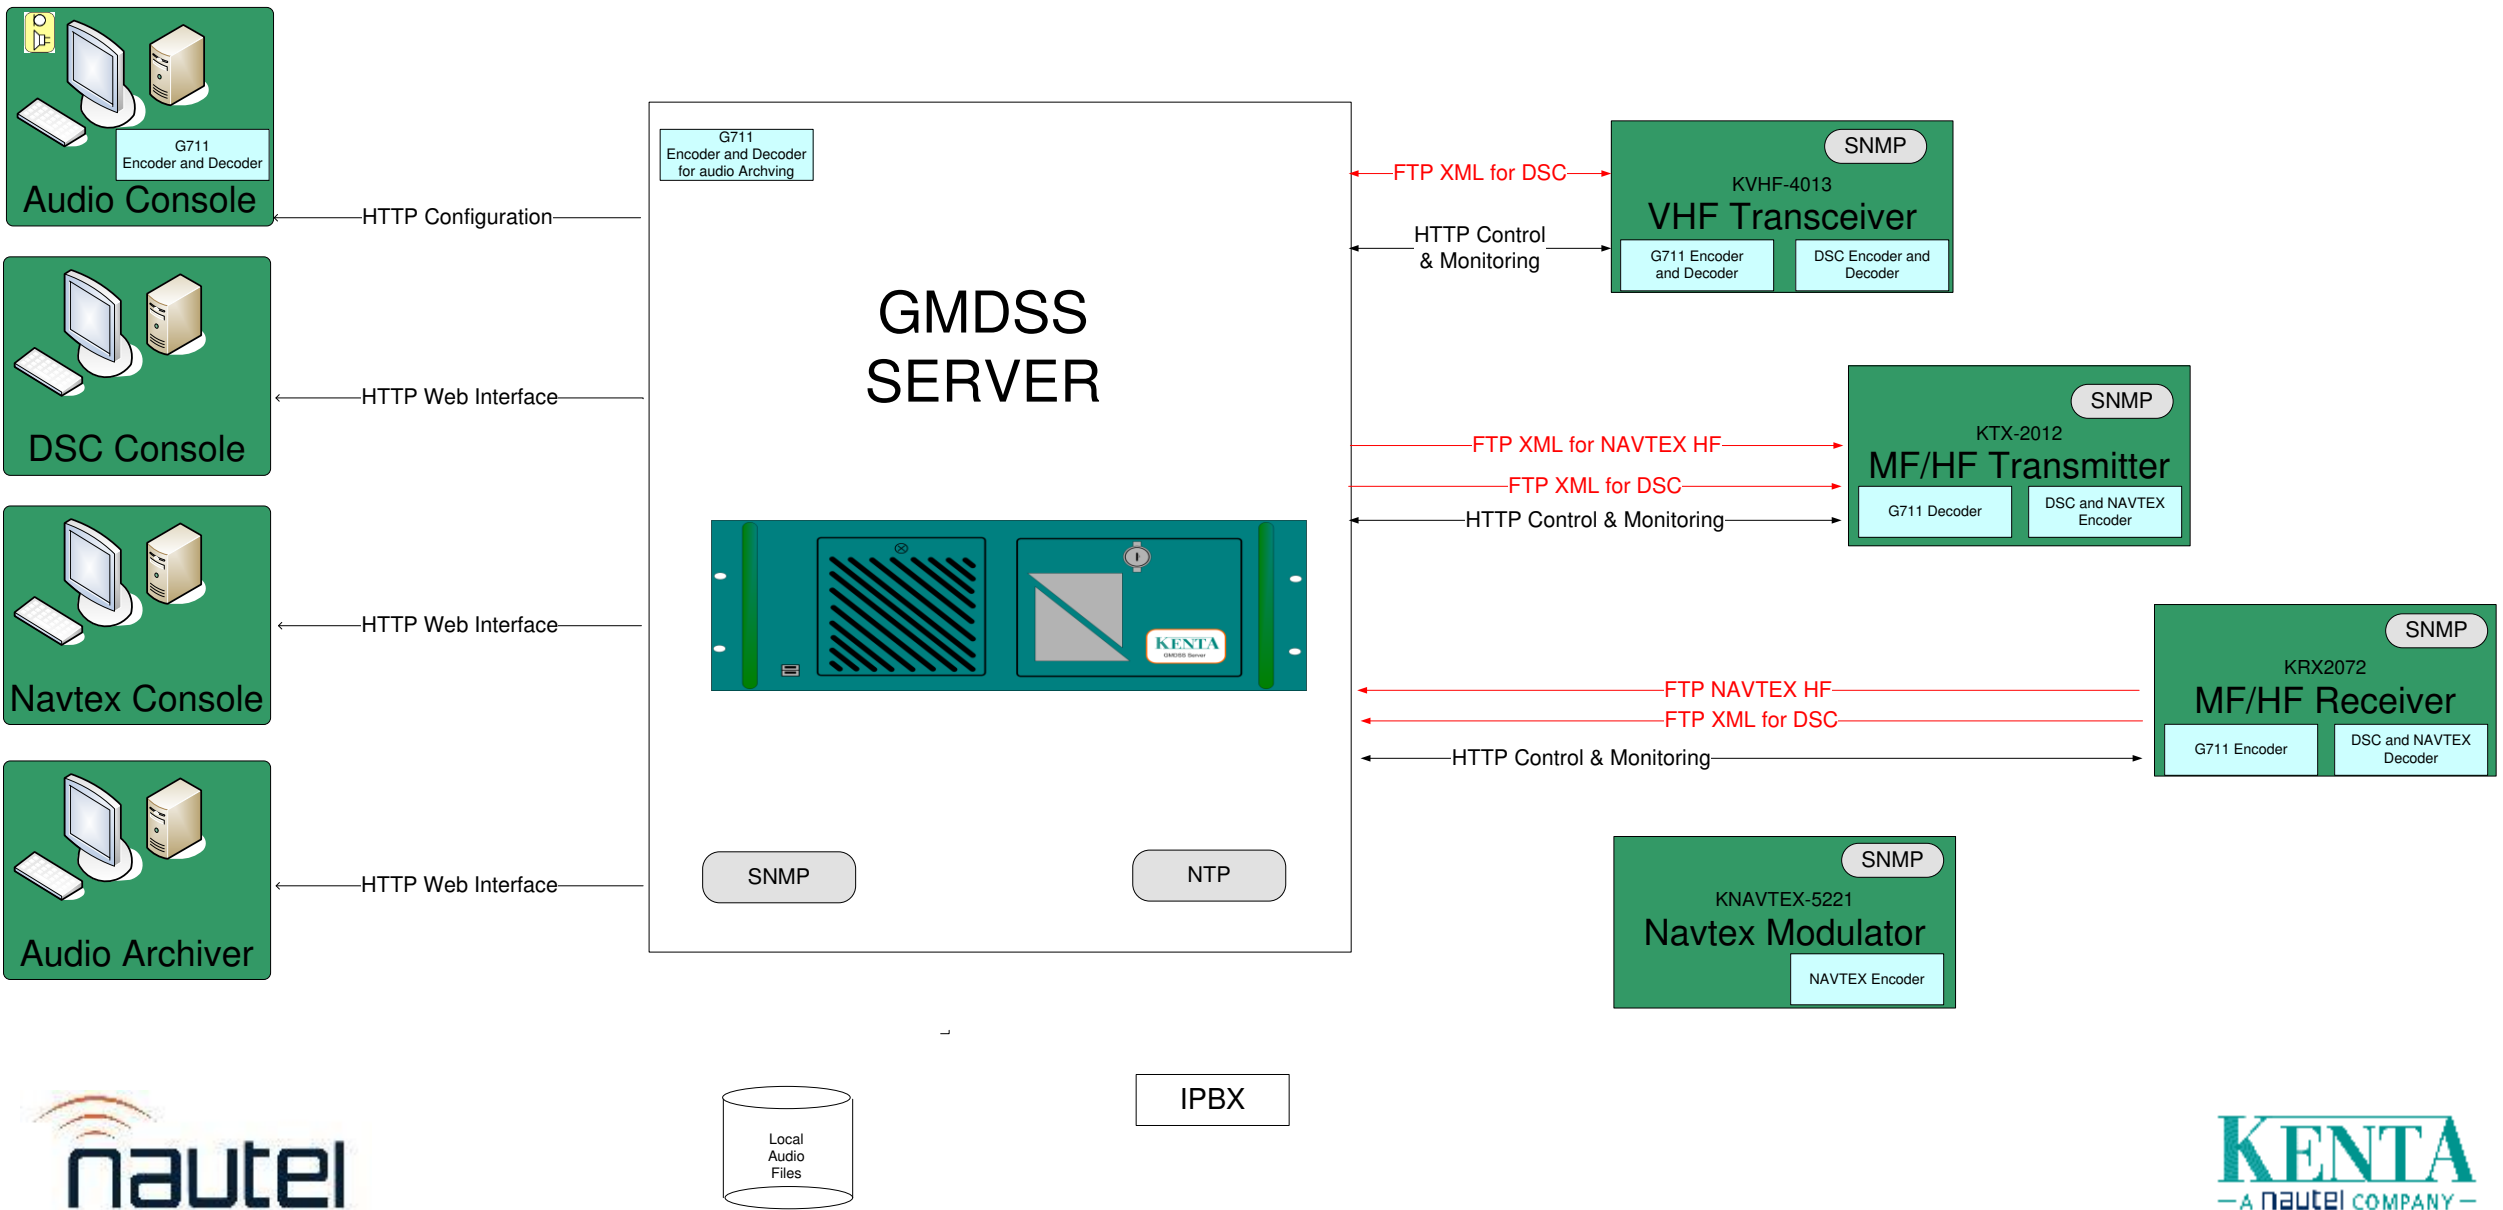 G711
Encoder and Decoder
Audio Console
HTTP Configuration
DSC Console
HTTP Web Interface
Navtex Console
HTTP Web Interface
Audio Archiver
HTTP Web Interface
G711
Encoder and Decoder
for audio Archving
GMDSS
SERVER
KENTA
GMDSS Server
SNMP
NTP
FTP XML for DSC
HTTP Control
& Monitoring
SNMP
KVHF-4013
VHF Transceiver
G711 Encoder
and Decoder
DSC Encoder and
Decoder
FTP XML for NAVTEX HF
FTP XML for DSC
HTTP Control & Monitoring
SNMP
KTX-2012
MF/HF Transmitter
G711 Decoder
DSC and NAVTEX
Encoder
FTP NAVTEX HF
FTP XML for DSC
HTTP Control & Monitoring
SNMP
KRX2072
MF/HF Receiver
G711 Encoder
DSC and NAVTEX
Decoder
SNMP
KNAVTEX-5221
Navtex Modulator
NAVTEX Encoder
nautel
Local
Audio
Files
IPBX
KENTA
A nautel COMPANY